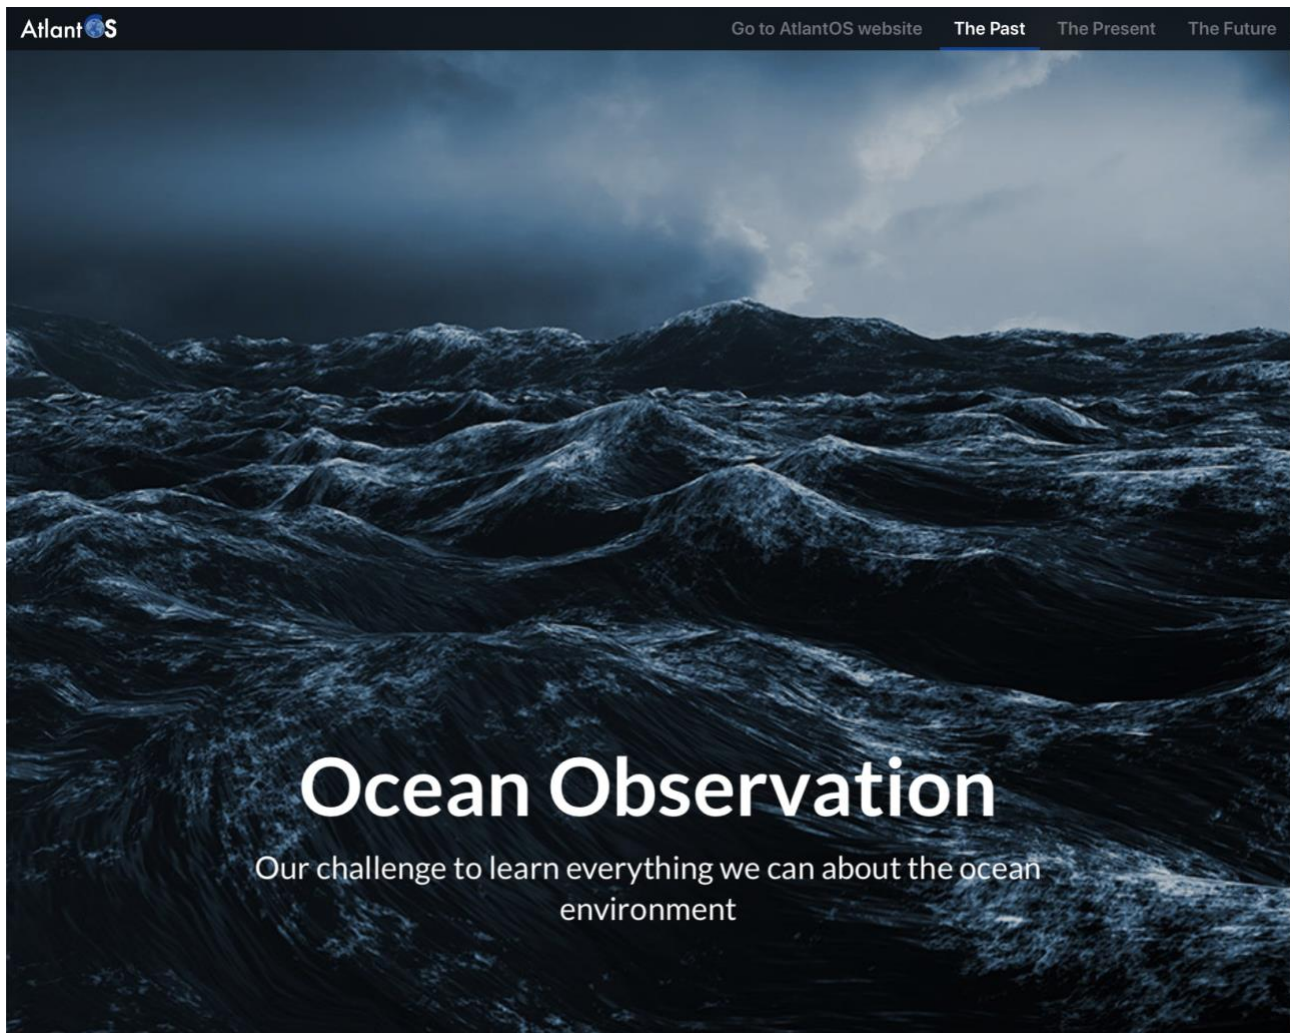 AtlantOS
Go to AtlantOS website The Past The Present The Future
Ocean Observation
Our challenge to learn everything we can about the ocean
environment